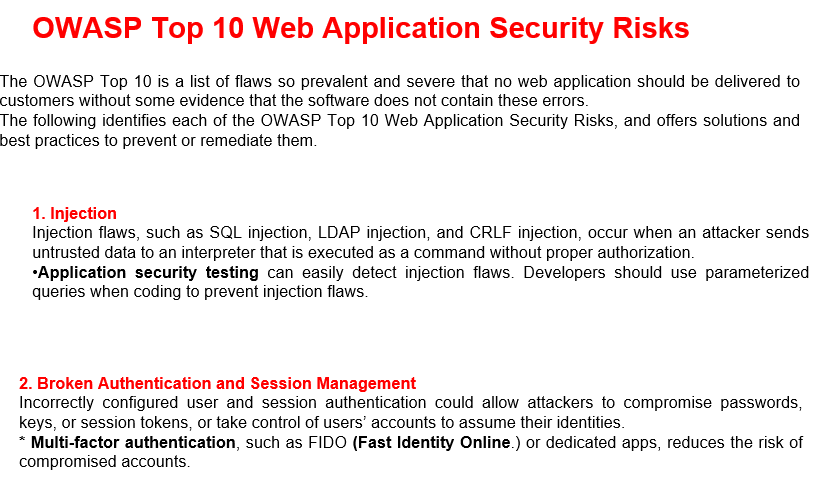 OWASP Top 10 Web Application Security Risks
The OWASP Top 10 is a list of flaws so prevalent and severe that no web application should be delivered to
customers without some evidence that the software does not contain these errors.
The following identifies each of the OWASP Top 10 Web Application Security Risks, and offers solutions and
best practices to prevent or remediate them.
1. Injection
Injection flaws, such as SQL injection, LDAP injection, and CRLF injection, occur when an attacker sends
untrusted data to an interpreter that is executed as a command without proper authorization.
•Application security testing can easily detect injection flaws. Developers should use parameterized
queries when coding to prevent injection flaws.
2. Broken Authentication and Session Management
Incorrectly configured user and session authentication could allow attackers to compromise passwords,
keys, or session tokens, or take control of users’ accounts to assume their identities.
* Multi-factor authentication, such as FIDO (Fast Identity Online.) or dedicated apps, reduces the risk of
compromised accounts.